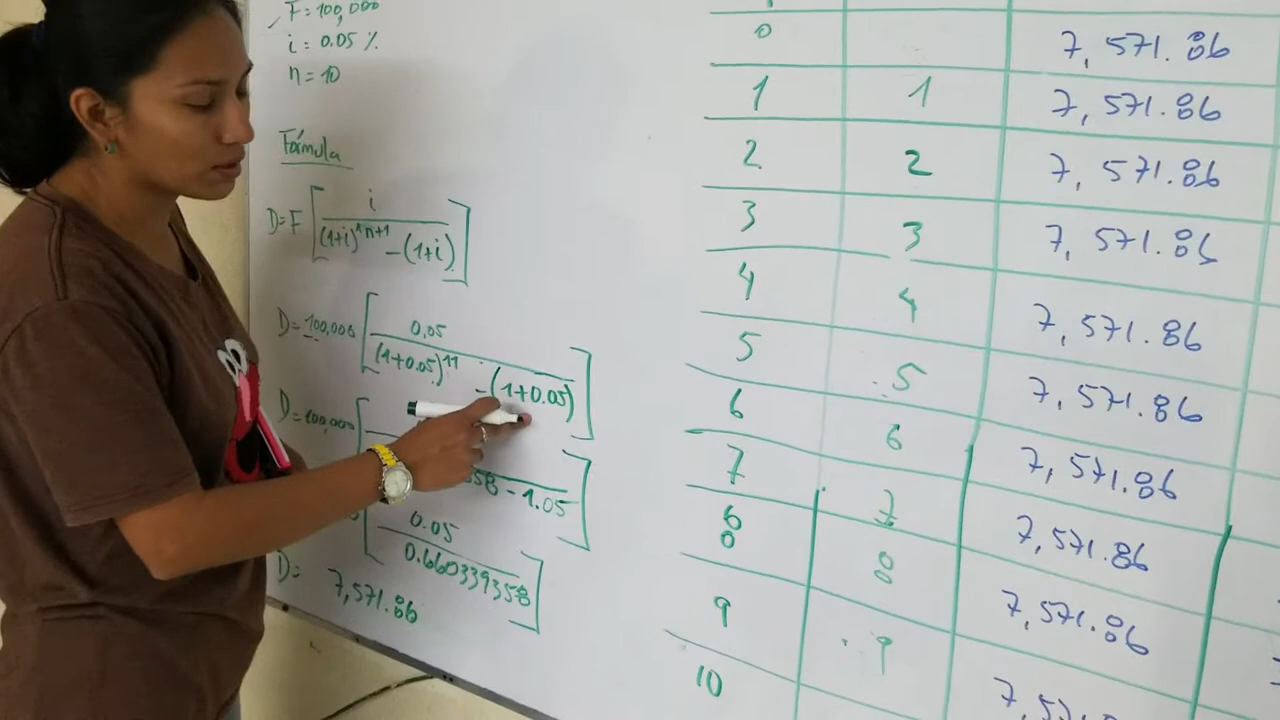 F = 100,000
i = 0.05 %
n = 10
Fórmula
D = F [ i / (1+i)^n+1 - (1+i) ]
D = 100,000 [ 0,05 / (1+0.05)^11 - (1+0.05) ]
D = 100,000 [
358 - 1.05 ]
[ 0.05 / 0.660339358 ]
D = 7,571.86
0 7,571.86
1 1 7,571.86
2 2 7,571.86
3 3 7,571.86
4 4 7,571.86
5 5 7,571.86
6 6 7,571.86
7 7 7,571.86
8 8 7,571.86
9 9
10